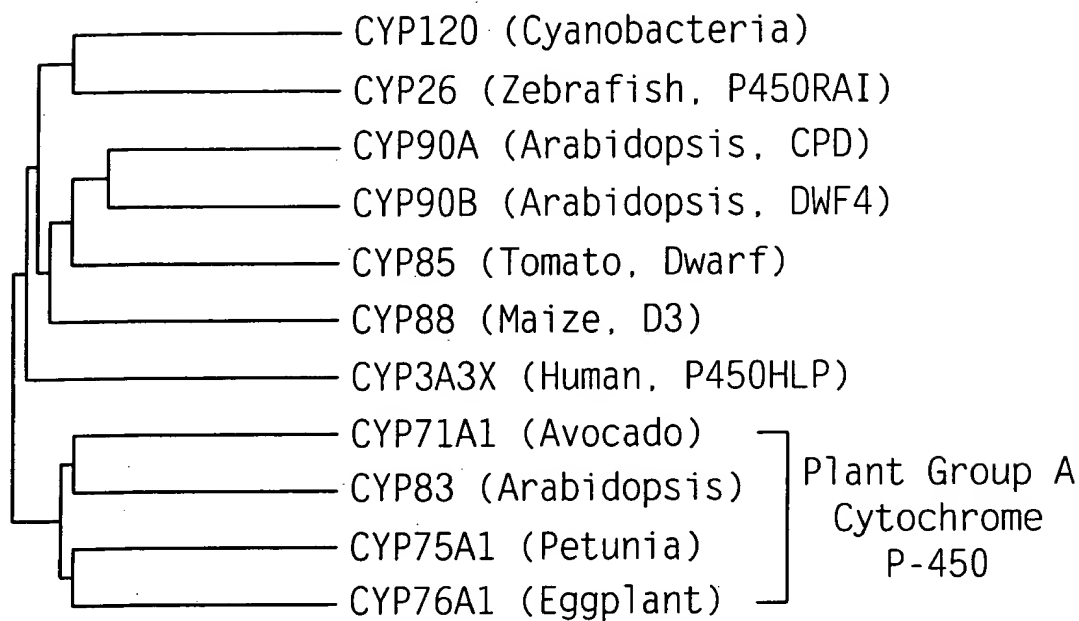 CYP120 (Cyanobacteria)
CYP26 (Zebrafish, P450RAI)
CYP90A (Arabidopsis, CPD)
CYP90B (Arabidopsis, DWF4)
CYP85 (Tomato, Dwarf)
CYP88 (Maize, D3)
CYP3A3X (Human, P450HLP)
CYP71A1 (Avocado)
CYP83 (Arabidopsis)
CYP75A1 (Petunia)
CYP76A1 (Eggplant)
Plant Group A
Cytochrome
P-450